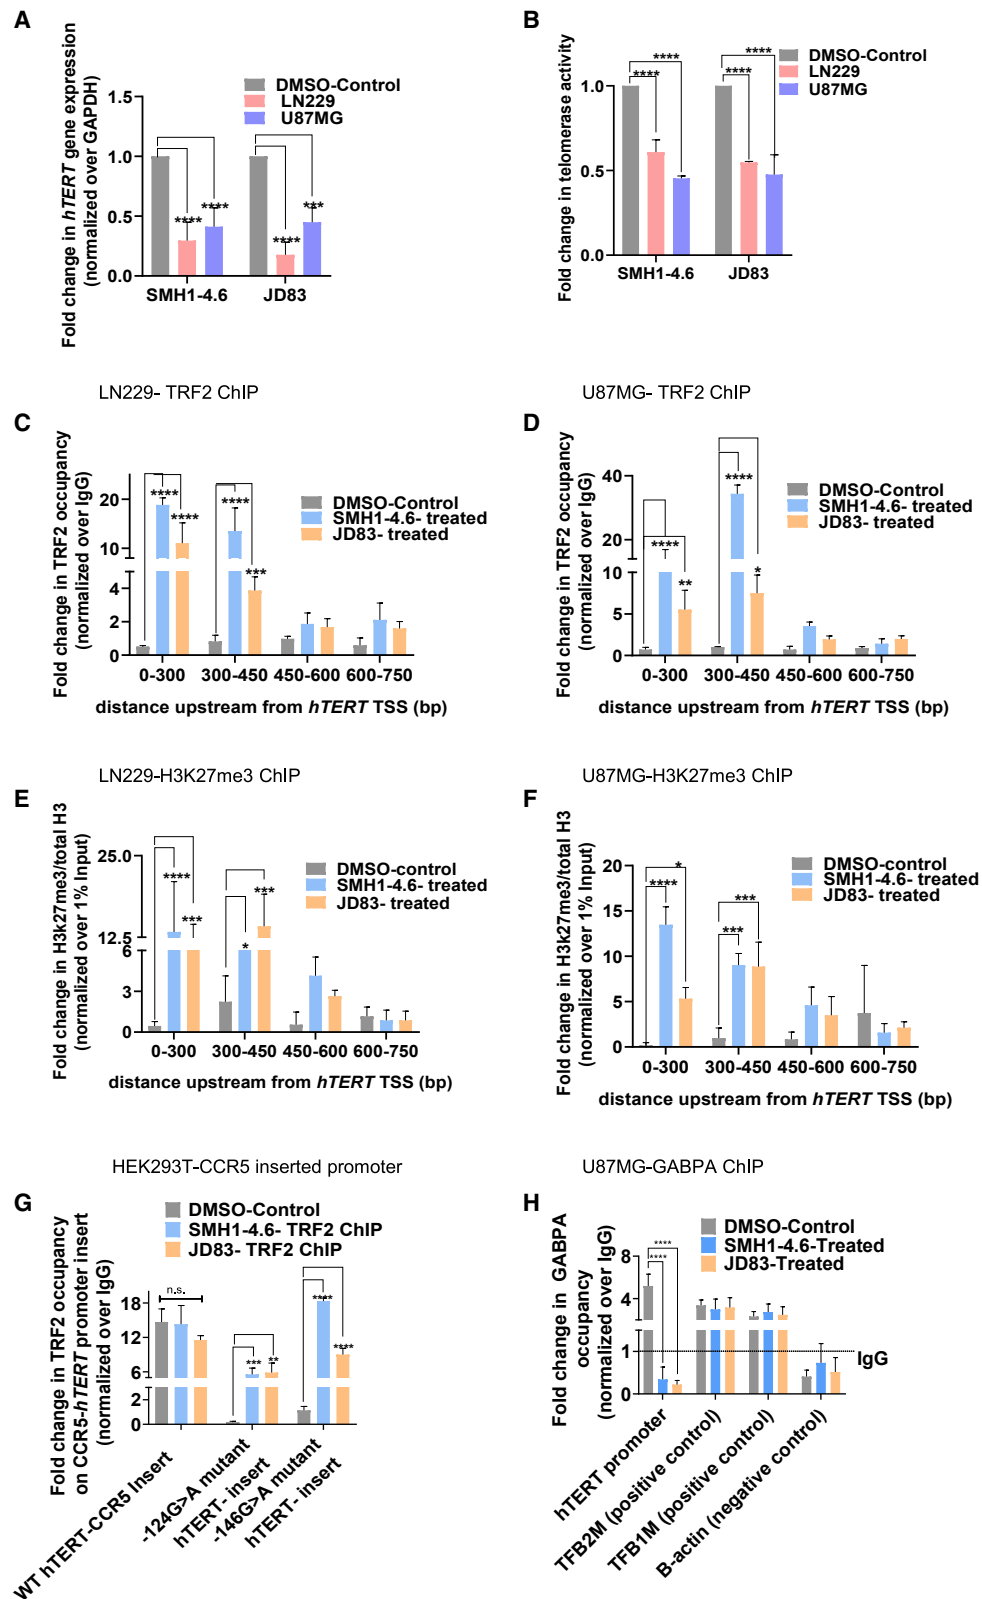 A
Fold change in hTERT gene expression
(normalized over GAPDH)
1.5
1.0
0.5
0.0
DMSO-Control
LN229
U87MG
****
****
****
***
SMH1-4.6
JD83
B
Fold change in telomerase activity
1.0
0.5
0.0
DMSO-Control
LN229
U87MG
****
****
****
****
SMH1-4.6
JD83
LN229- TRF2 ChIP
C
Fold change in TRF2 occupancy
(normalized over IgG)
20
10
4
2
0
DMSO-Control
SMH1-4.6- treated
JD83- treated
****
****
****
***
0-300
300-450
450-600
600-750
distance upstream from hTERT TSS (bp)
U87MG- TRF2 ChIP
D
Fold change in TRF2 occupancy
(normalized over IgG)
40
20
10
5
0
DMSO-Control
SMH1-4.6- treated
JD83- treated
****
**
****
*
0-300
300-450
450-600
600-750
distance upstream from hTERT TSS (bp)
LN229-H3K27me3 ChIP
E
Fold change in H3k27me3/total H3
(normalized over 1% Input)
25.0
12.5
6
3
0
DMSO-control
SMH1-4.6- treated
JD83- treated
****
***
*
***
0-300
300-450
450-600
600-750
distance upstream from hTERT TSS (bp)
U87MG-H3K27me3 ChIP
F
Fold change in H3k27me3/total H3
(normalized over 1% Input)
20
15
10
5
0
DMSO-control
SMH1-4.6- treated
JD83- treated
****
*
***
***
0-300
300-450
450-600
600-750
distance upstream from hTERT TSS (bp)
HEK293T-CCR5 inserted promoter
G
Fold change in TRF2 occupancy
on CCR5-hTERT promoter insert
(normalized over IgG)
18
12
6
2
0
DMSO-Control
SMH1-4.6- TRF2 ChIP
JD83- TRF2 ChIP
n.s.
***
**
****
****
WT hTERT-CCR5 Insert
-124G>A mutant
hTERT- insert
-146G>A mutant
hTERT- insert
U87MG-GABPA ChIP
H
Fold change in GABPA
occupancy
(normalized over IgG)
8
4
1
0
DMSO-Control
SMH1-4.6-Treated
JD83-Treated
****
****
IgG
hTERT promoter
TFB2M (positive control)
TFB1M (positive control)
B-actin (negative control)